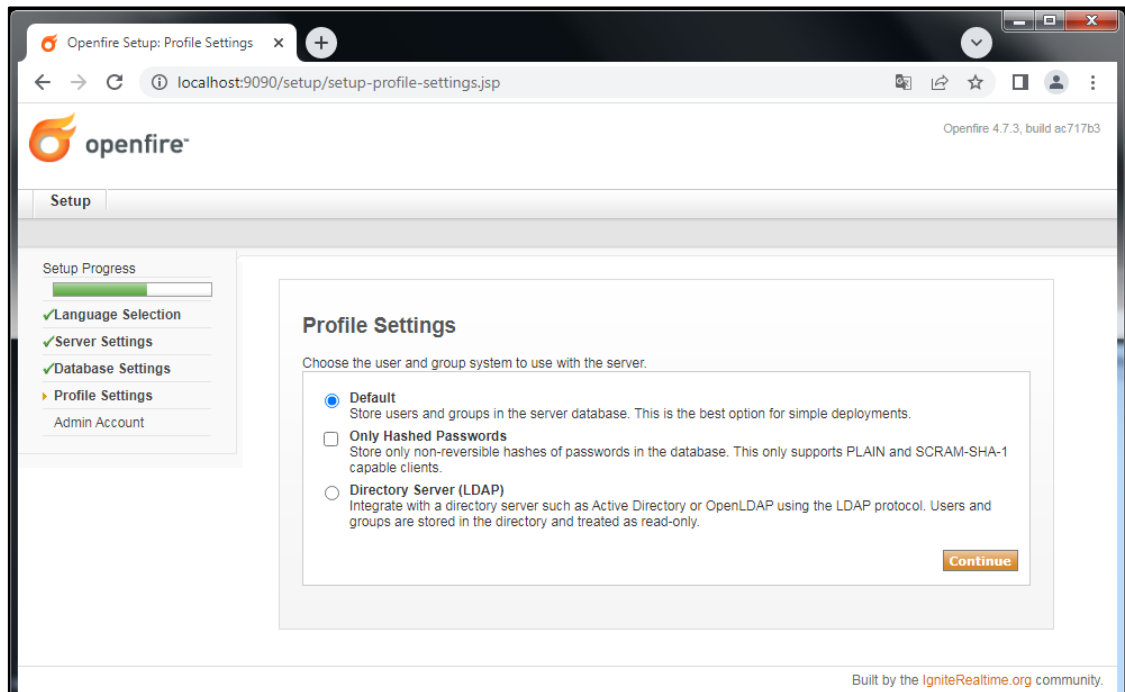 Openfire Setup: Profile Settings
localhost:9090/setup/setup-profile-settings.jsp
openfire™
Openfire 4.7.3, build ac717b3
Setup
Setup Progress
Language Selection
Server Settings
Database Settings
Profile Settings
Admin Account
Profile Settings
Choose the user and group system to use with the server.
Default
Store users and groups in the server database. This is the best option for simple deployments.
Only Hashed Passwords
Store only non-reversible hashes of passwords in the database. This only supports PLAIN and SCRAM-SHA-1
capable clients.
Directory Server (LDAP)
Integrate with a directory server such as Active Directory or OpenLDAP using the LDAP protocol. Users and
groups are stored in the directory and treated as read-only.
Continue
Built by the IgniteRealtime.org community.